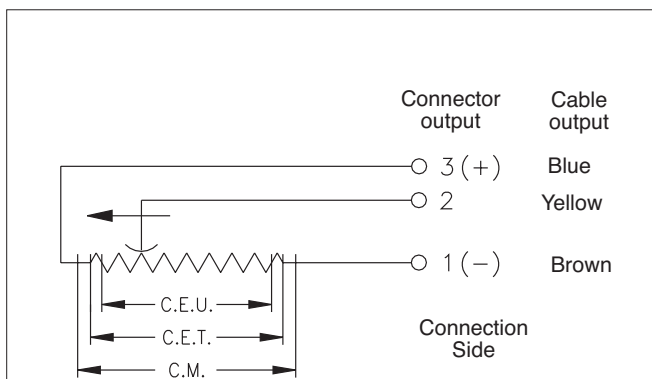 Connector
output
Cable
output
3 (+) Blue
2 Yellow
1 (-) Brown
C.E.U.
C.E.T.
C.M.
Connection
Side